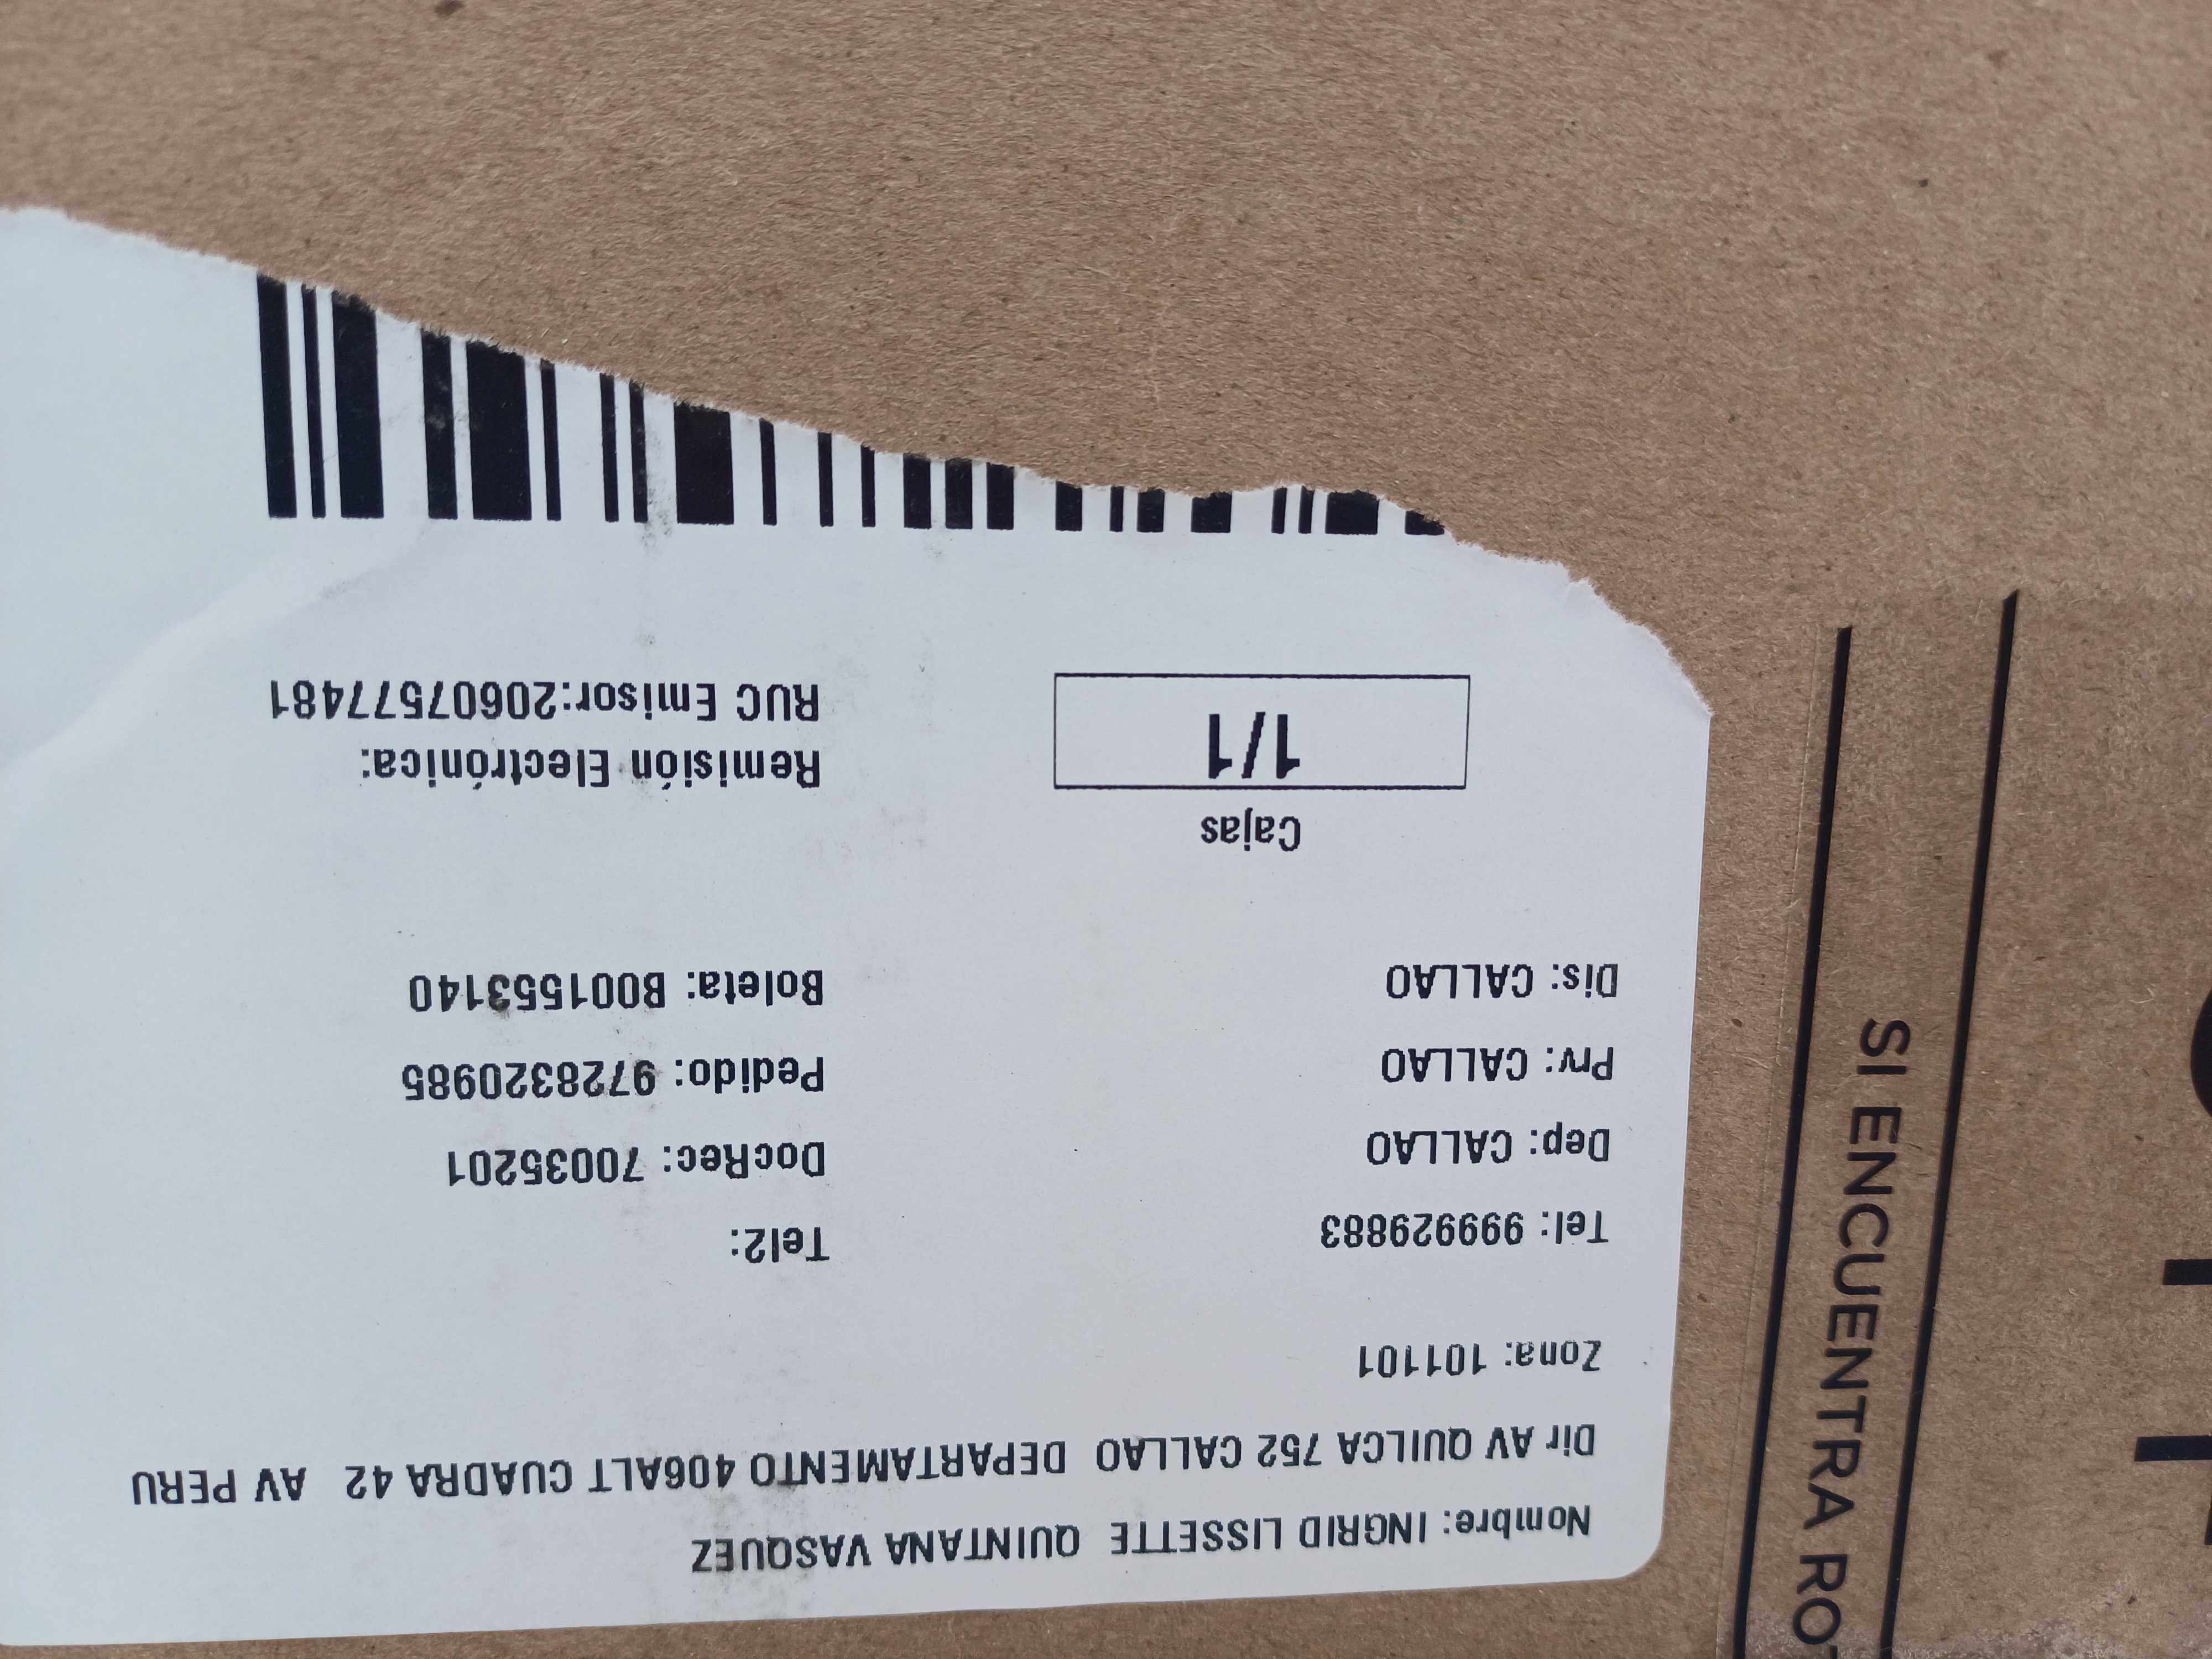 Nombre: INGRID LISSETTE QUINTANA VASQUEZ
Dir AV QUILCA 752 CALLAO DEPARTAMENTO 406ALT CUADRA 42 AV PERU
Zona: 101101
Tel: 999929883
Tel2:
Dep: CALLAO
DocRec: 70035201
Prv: CALLAO
Pedido: 9728320985
Dis: CALLAO
Boleta: B001553140
Cajas
1/1
Remisión Electrónica:
RUC Emisor:20607577481
SI ENCUENTRA